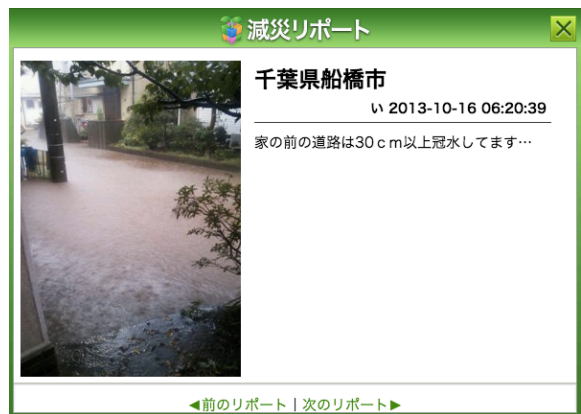 減災リポート
千葉県船橋市
い 2013-10-16 06:20:39
家の前の道路は30ｃｍ以上冠水してます…
◀前のリポート | 次のリポート▶